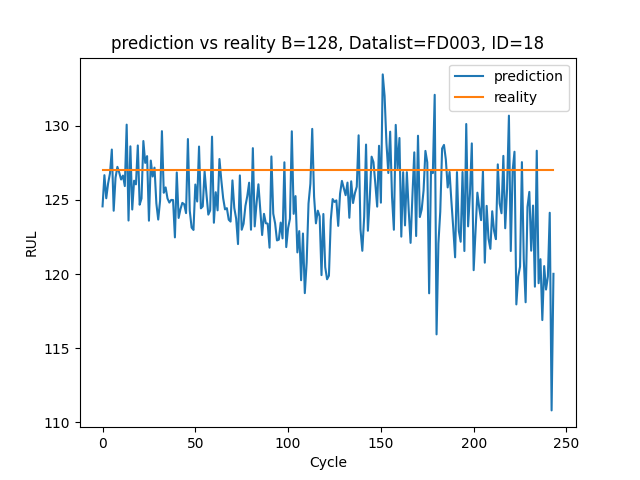 prediction vs reality B=128, Datalist=FD003, ID=18
prediction
reality
RUL
130
125
120
115
110
0 50 100 150 200 250
Cycle